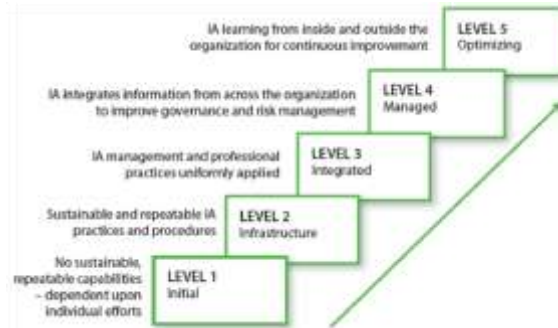 IA learning from inside and outside the
organization for continuous improvement
LEVEL 5
Optimizing
IA integrates information from across the organization
to improve governance and risk management
LEVEL 4
Managed
IA management and professional
practices uniformly applied
LEVEL 3
Integrated
Sustainable and repeatable IA
practices and procedures
LEVEL 2
Infrastructure
No sustainable,
repeatable capabilities
– dependent upon
individual efforts
LEVEL 1
Initial